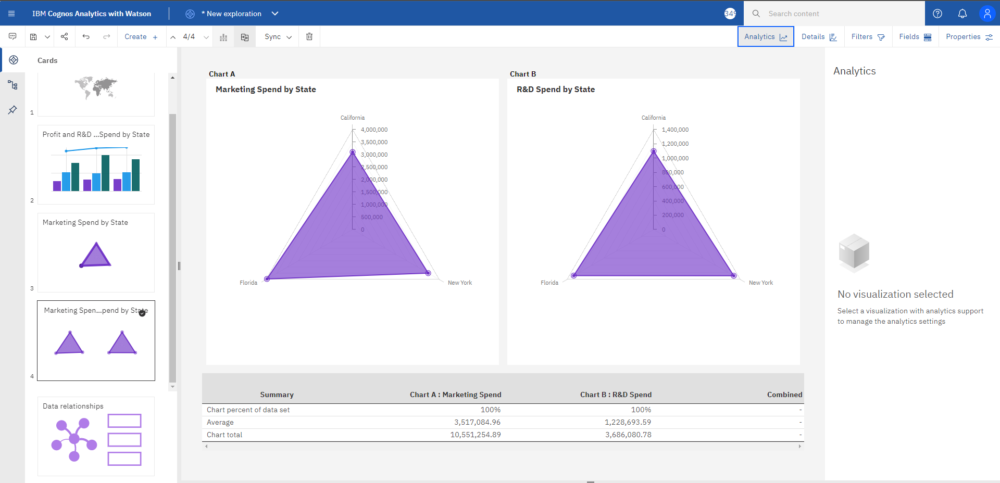 IBM Cognos Analytics with Watson
* New exploration
349
Search content
Create +
4/4
Sync
Analytics
Details
Filters
Fields
Properties
Cards
1
Profit and R&D ...Spend by State
2
Marketing Spend by State
3
Marketing Spen...pend by State
4
Data relationships
Chart A
Marketing Spend by State
California
4,000,000
3,500,000
3,000,000
2,500,000
2,000,000
1,500,000
1,000,000
500,000
0
Florida
New York
Chart B
R&D Spend by State
California
1,400,000
1,200,000
1,000,000
800,000
600,000
400,000
200,000
0
Florida
New York
Summary Chart A : Marketing Spend Chart B : R&D Spend Combined
Chart percent of data set 100% 100% -
Average 3,517,084.96 1,228,693.59 -
Chart total 10,551,254.89 3,686,080.78 -
Analytics
No visualization selected
Select a visualization with analytics support
to manage the analytics settings